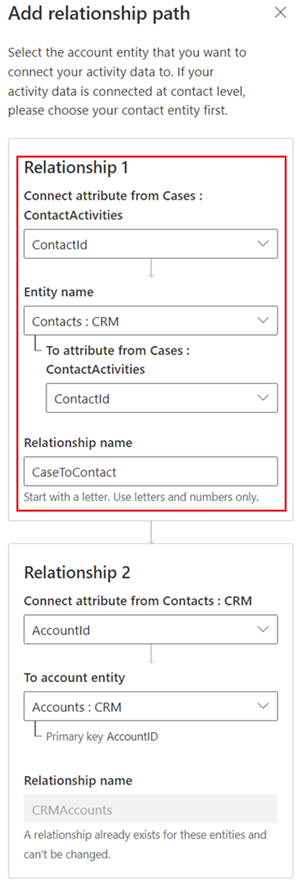 Add relationship path
Select the account entity that you want to
connect your activity data to. If your
activity data is connected at contact level,
please choose your contact entity first.
Relationship 1
Connect attribute from Cases :
ContactActivities
ContactId
Entity name
Contacts : CRM
To attribute from Cases :
ContactActivities
ContactId
Relationship name
CaseToContact
Start with a letter. Use letters and numbers only.
Relationship 2
Connect attribute from Contacts : CRM
AccountId
To account entity
Accounts : CRM
Primary key AccountID
Relationship name
CRMAccounts
A relationship already exists for these entities and
can't be changed.